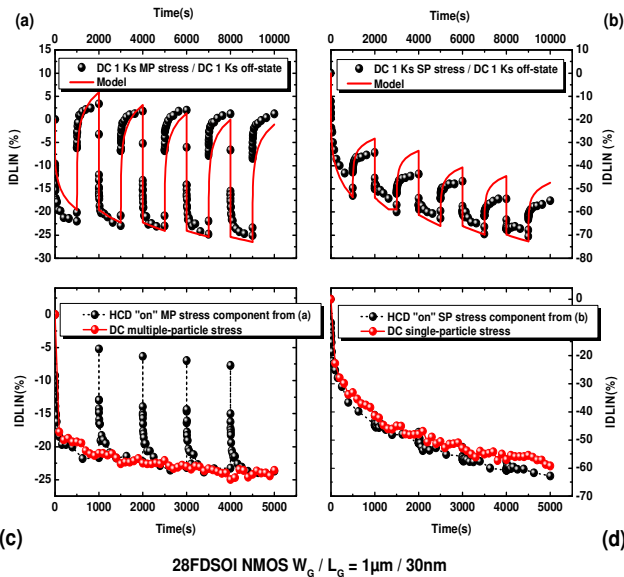 Time(s) Time(s)
(a) 0 2000 4000 6000 8000 10000 0 2000 4000 6000 8000 10000 (b)
DC 1 Ks MP stress / DC 1 Ks off-state
Model
DC 1 Ks SP stress / DC 1 Ks off-state
Model
IDLIN (%)
15
10
5
0
-5
-10
-15
-20
-25
-30
IDLIN (%)
10
0
-10
-20
-30
-40
-50
-60
-70
-80
HCD "on" MP stress component from (a)
DC multiple-particle stress
HCD "on" SP stress component from (b)
DC single-particle stress
IDLIN(%)
0
-5
-10
-15
-20
-25
IDLIN(%)
0
-10
-20
-30
-40
-50
-60
-70
0 1000 2000 3000 4000 5000 0 1000 2000 3000 4000 5000
Time(s) Time(s)
(c) (d)
28FDSOI NMOS W_G / L_G = 1µm / 30nm